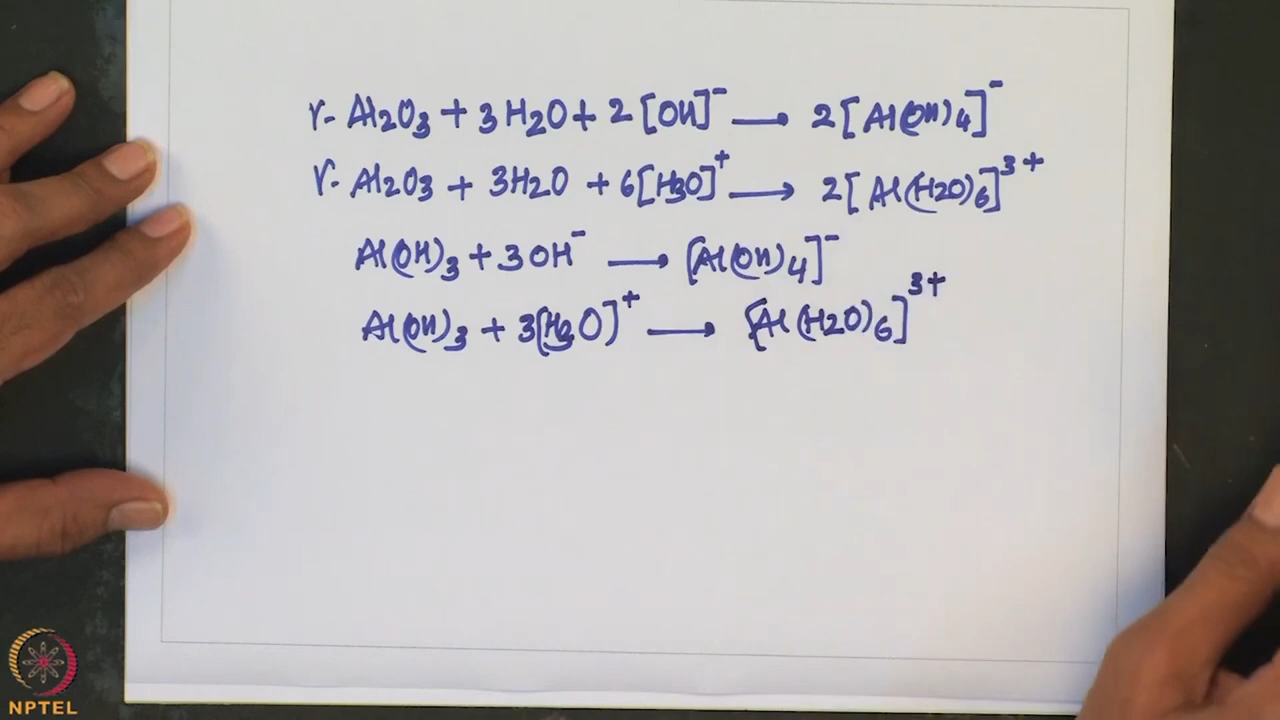 γ- Al2O3 + 3H2O + 2[OH]⁻ → 2[Al(OH)4]⁻
γ- Al2O3 + 3H2O + 6[H3O]⁺ → 2[Al(H2O)6]³⁺
Al(OH)3 + 3OH⁻ → [Al(OH)4]⁻
Al(OH)3 + 3[H3O]⁺ → [Al(H2O)6]³⁺
NPTEL